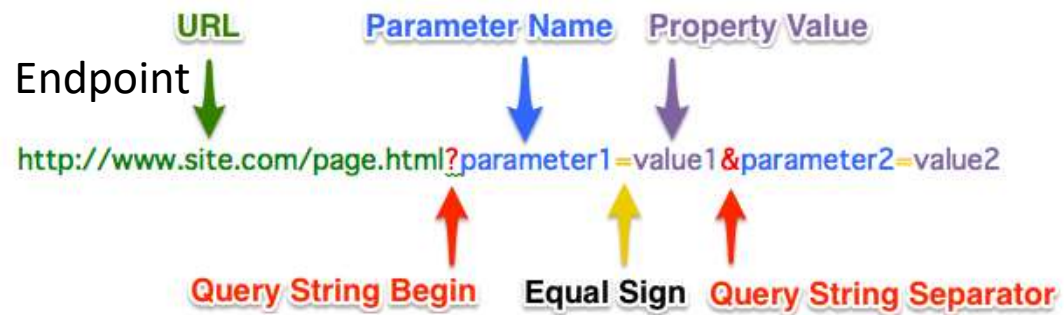 URL Parameter Name Property Value
Endpoint
http://www.site.com/page.html?parameter1=value1&parameter2=value2
Query String Begin Equal Sign Query String Separator